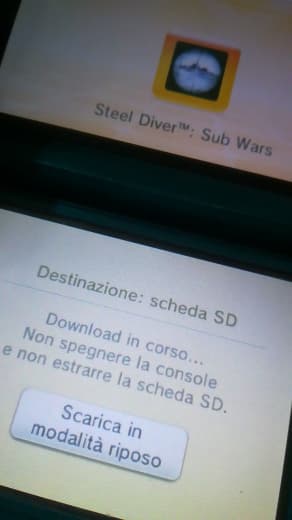 Steel Diver™: Sub Wars
Destinazione: scheda SD
Download in corso...
Non spegnere la console
e non estrarre la scheda SD.
Scarica in
modalità riposo